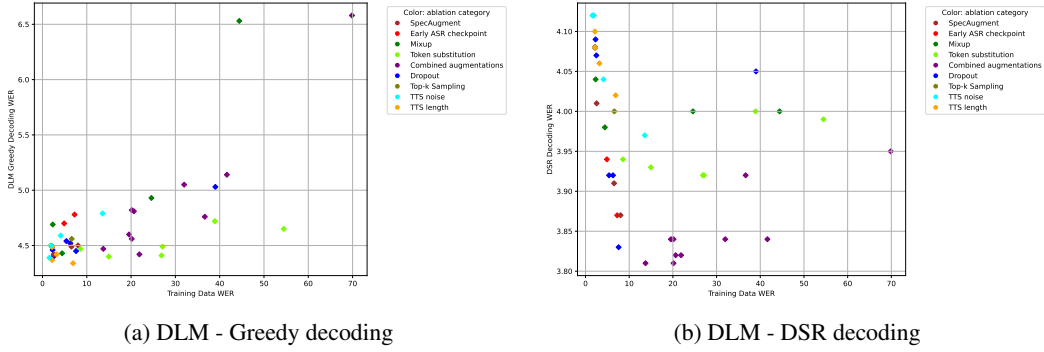 6.5
6.0
5.5
5.0
4.5
DLM Greedy Decoding WER
0
10
20
30
40
50
60
70
Training Data WER
Color: ablation category
SpecAugment
Early ASR checkpoint
Mixup
Token substitution
Combined augmentations
Dropout
Top-k Sampling
TTS noise
TTS length
(a) DLM - Greedy decoding
4.10
4.05
4.00
3.95
3.90
3.85
3.80
DSR Decoding WER
0
10
20
30
40
50
60
70
Training Data WER
Color: ablation category
SpecAugment
Early ASR checkpoint
Mixup
Token substitution
Combined augmentations
Dropout
Top-k Sampling
TTS noise
TTS length
(b) DLM - DSR decoding